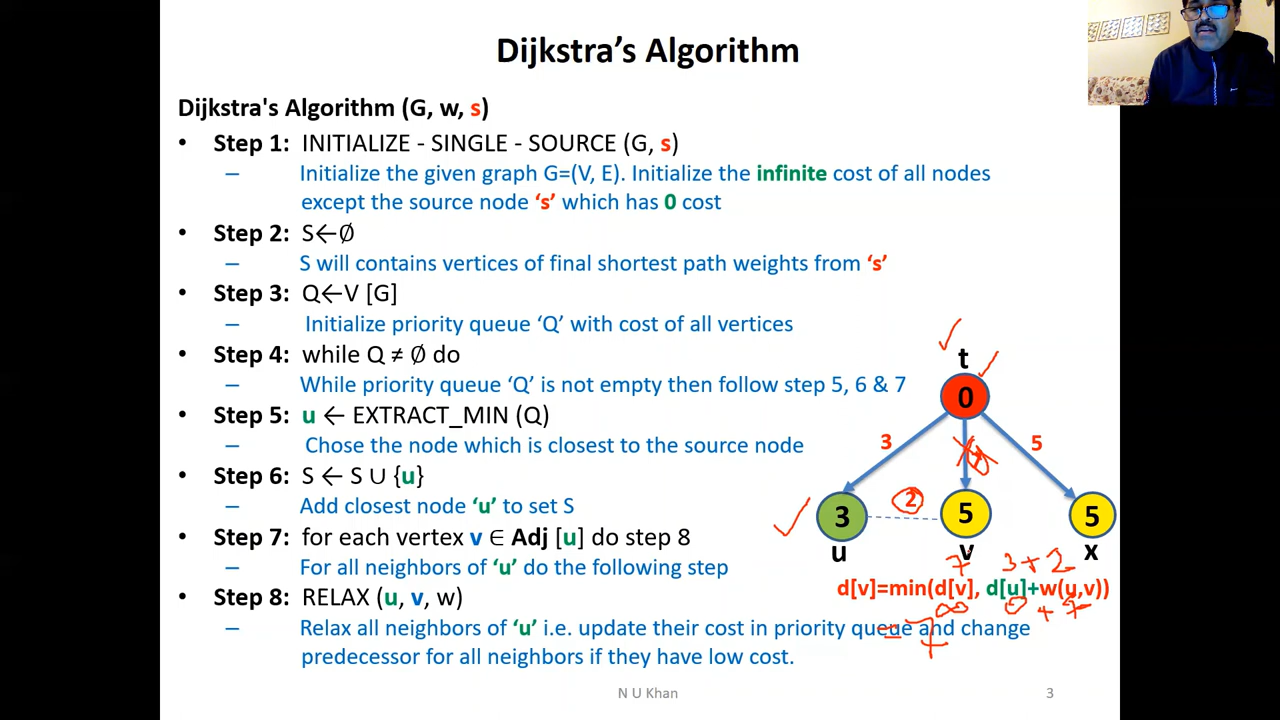 Dijkstra's Algorithm
Dijkstra's Algorithm (G, w, s)
• Step 1: INITIALIZE - SINGLE - SOURCE (G, s)
– Initialize the given graph G=(V, E). Initialize the infinite cost of all nodes
except the source node 's' which has 0 cost
• Step 2: S←∅
– S will contains vertices of final shortest path weights from 's'
• Step 3: Q←V [G]
– Initialize priority queue 'Q' with cost of all vertices
• Step 4: while Q ≠ ∅ do
– While priority queue 'Q' is not empty then follow step 5, 6 & 7
• Step 5: u ← EXTRACT_MIN (Q)
– Chose the node which is closest to the source node
• Step 6: S ← S ∪ {u}
– Add closest node 'u' to set S
• Step 7: for each vertex v ∈ Adj [u] do step 8
– For all neighbors of 'u' do the following step
• Step 8: RELAX (u, v, w)
– Relax all neighbors of 'u' i.e. update their cost in priority queue and change
predecessor for all neighbors if they have low cost.
t
0
3
5
2
3
5
5
u
v
x
7 3+2
d[v]=min(d[v], d[u]+w(u,v))
∞ 0 + 7
= 7
N U Khan
3